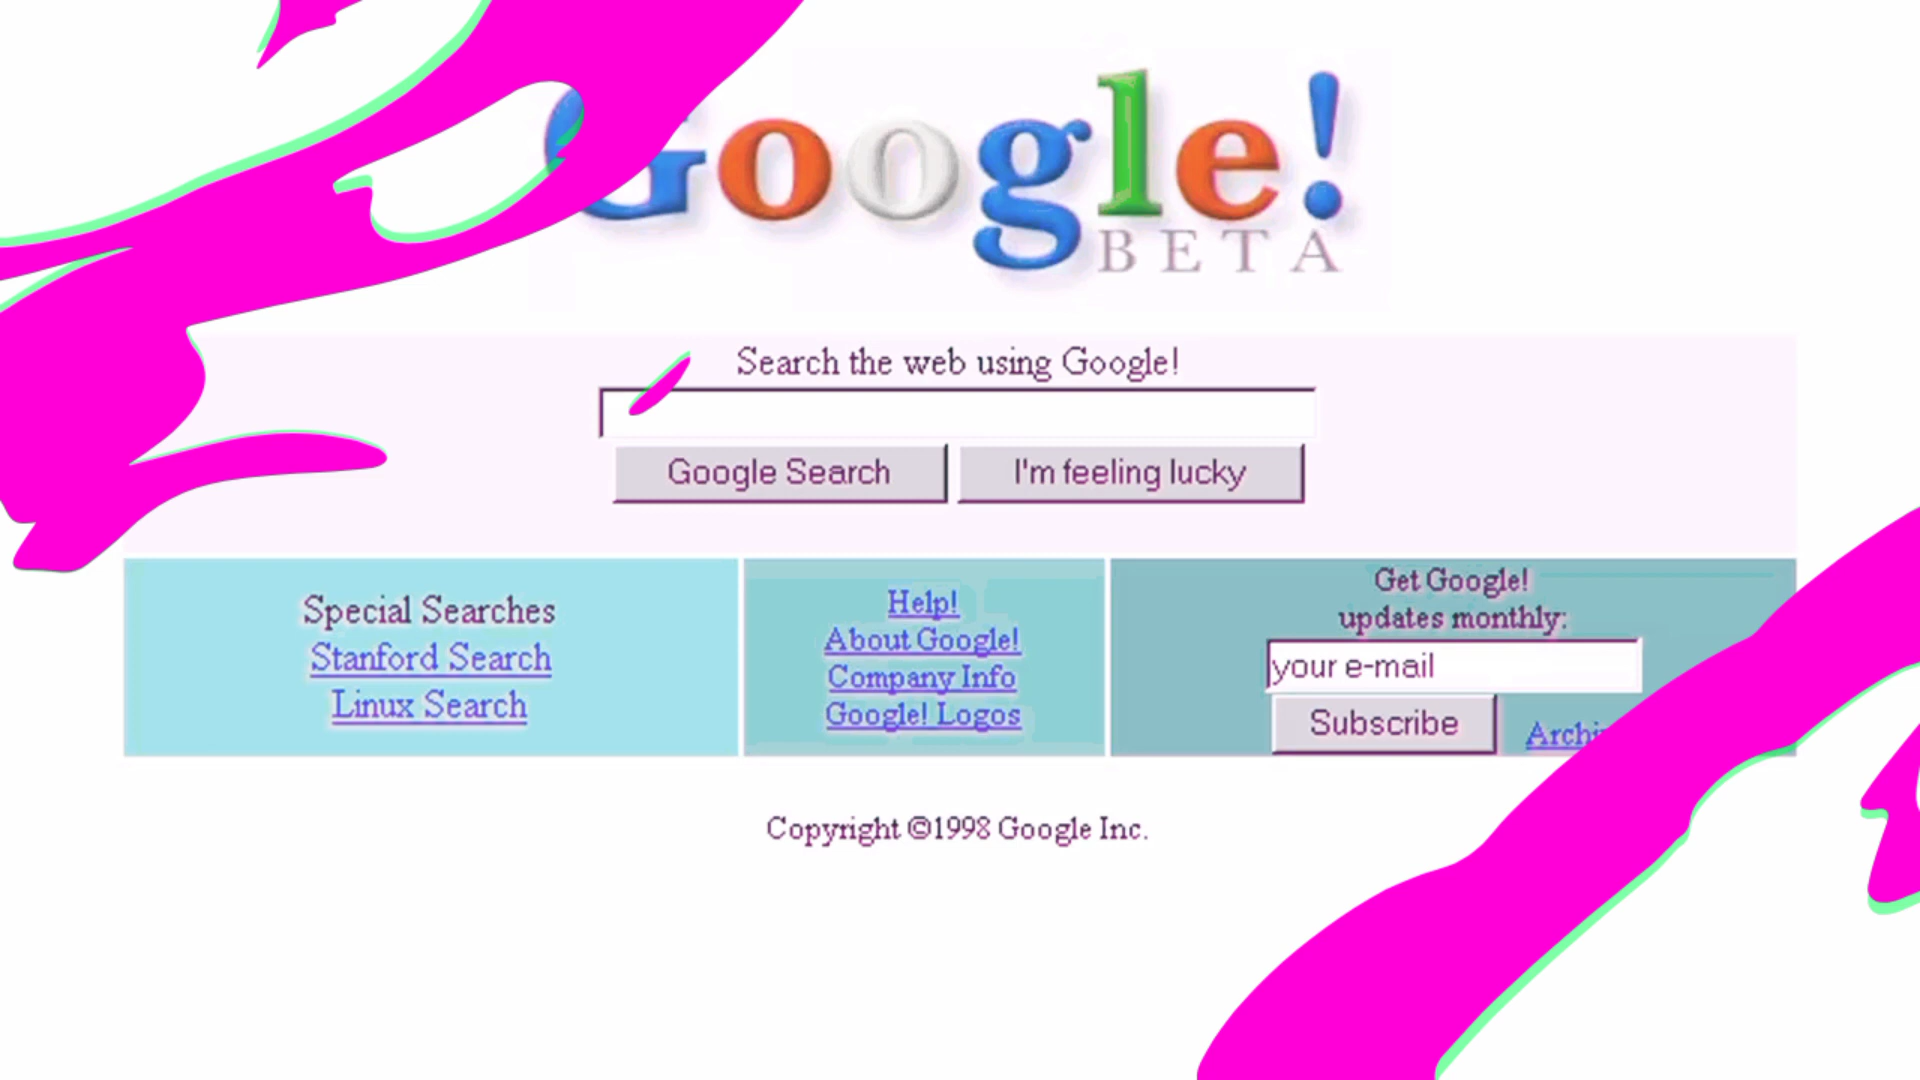 Google!
BETA
Search the web using Google!
Google Search I'm feeling lucky
Special Searches
Stanford Search
Linux Search
Help!
About Google!
Company Info
Google! Logos
Get Google!
updates monthly:
your e-mail
Subscribe
Copyright ©1998 Google Inc.